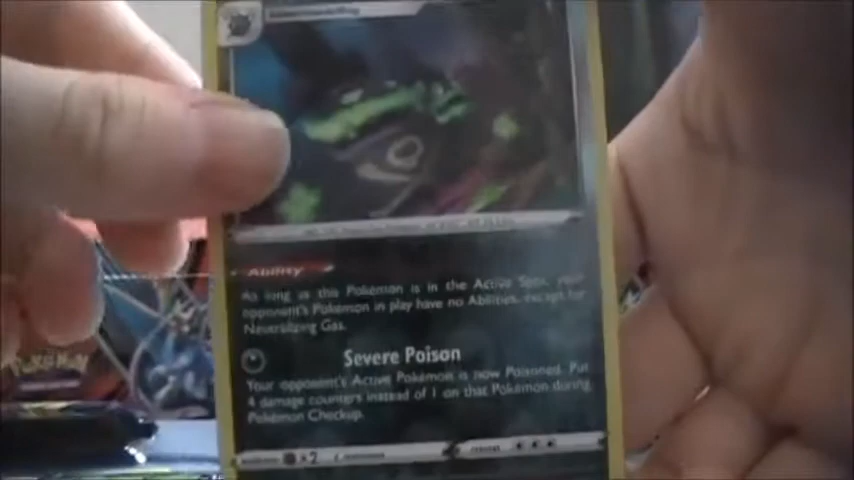 Ability
As long as this Pokémon is in the Active Spot, your
opponent's Pokémon in play have no Abilities, except for
Neutralizing Gas.
Severe Poison
Your opponent's Active Pokémon is now Poisoned. Put
4 damage counters instead of 1 on that Pokémon during
Pokémon Checkup.
×2
POKÉMON